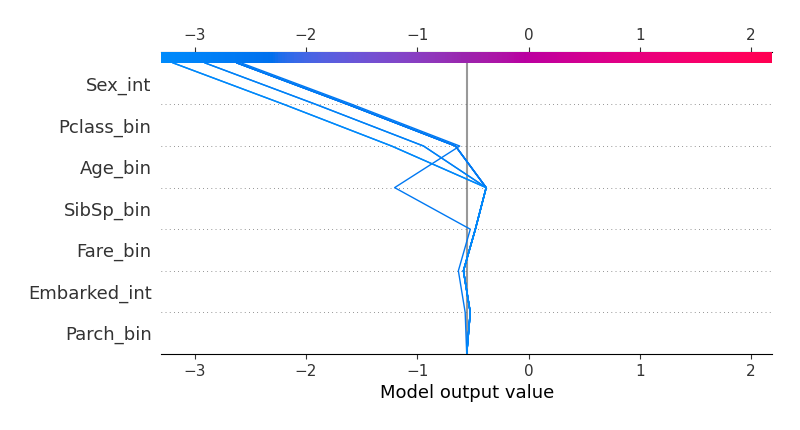 −3 −2 −1 0 1 2
Sex_int
Pclass_bin
Age_bin
SibSp_bin
Fare_bin
Embarked_int
Parch_bin
−3 −2 −1 0 1 2
Model output value